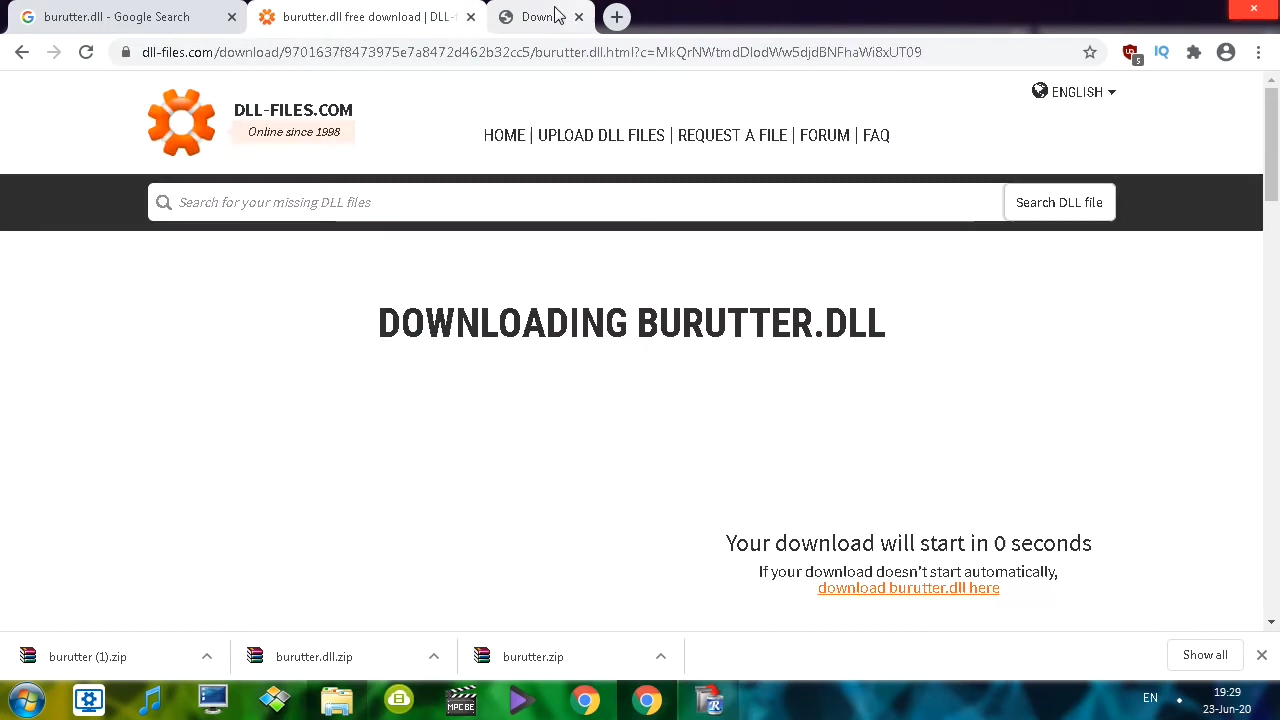 burutter.dll - Google Search
burutter.dll free download | DLL-f
Down
dll-files.com/download/9701637f8473975e7a8472d462b32cc5/burutter.dll.html?c=MkQrNWtmdDlodWw5djdBNFhaWi8xUT09
5
IQ
DLL-FILES.COM
Online since 1998
ENGLISH
HOME | UPLOAD DLL FILES | REQUEST A FILE | FORUM | FAQ
Search for your missing DLL files
Search DLL file
DOWNLOADING BURUTTER.DLL
Your download will start in 0 seconds
If your download doesn't start automatically,
download burutter.dll here
burutter (1).zip
burutter.dll.zip
burutter.zip
Show all
MPC-BE
EN
19:29
23-Jun-20